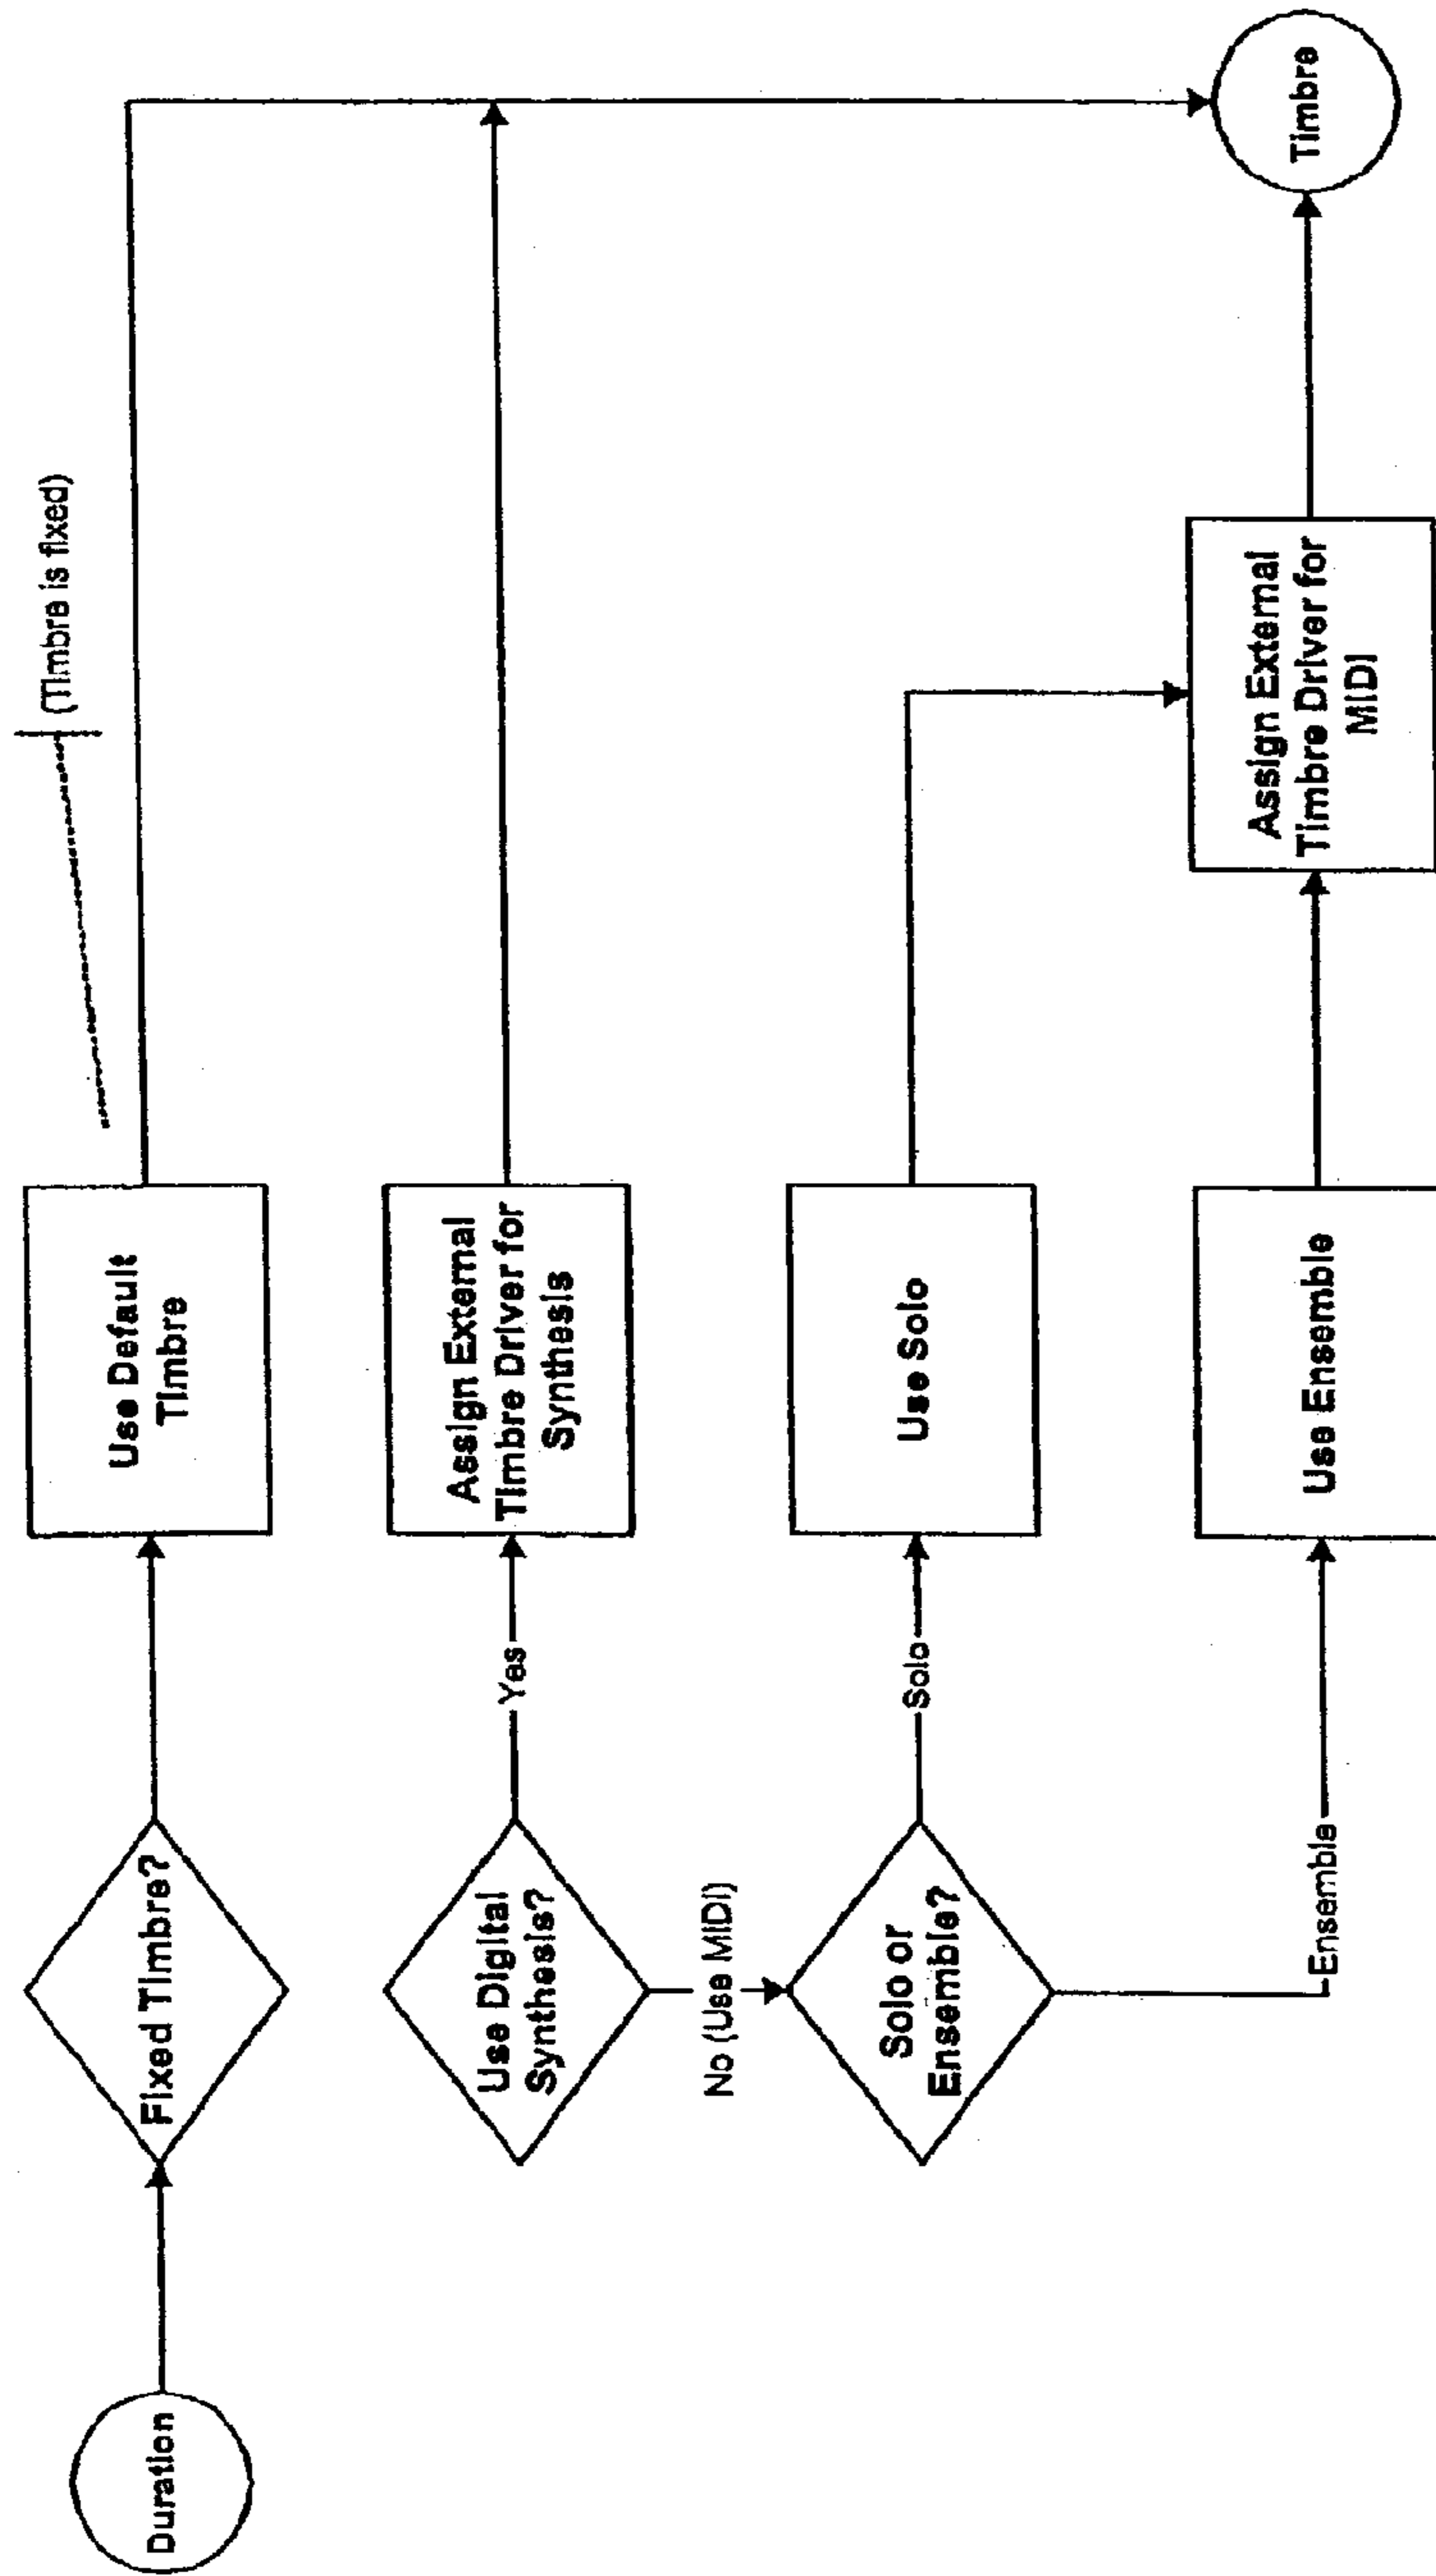 Duration
Fixed Timbre?
Use Default
Timbre
(Timbre is fixed)
Use Digital
Synthesis?
Yes
Assign External
Timbre Driver for
Synthesis
No (Use MIDI)
Solo or
Ensemble?
Solo
Use Solo
Ensemble
Use Ensemble
Assign External
Timbre Driver for
MIDI
Timbre